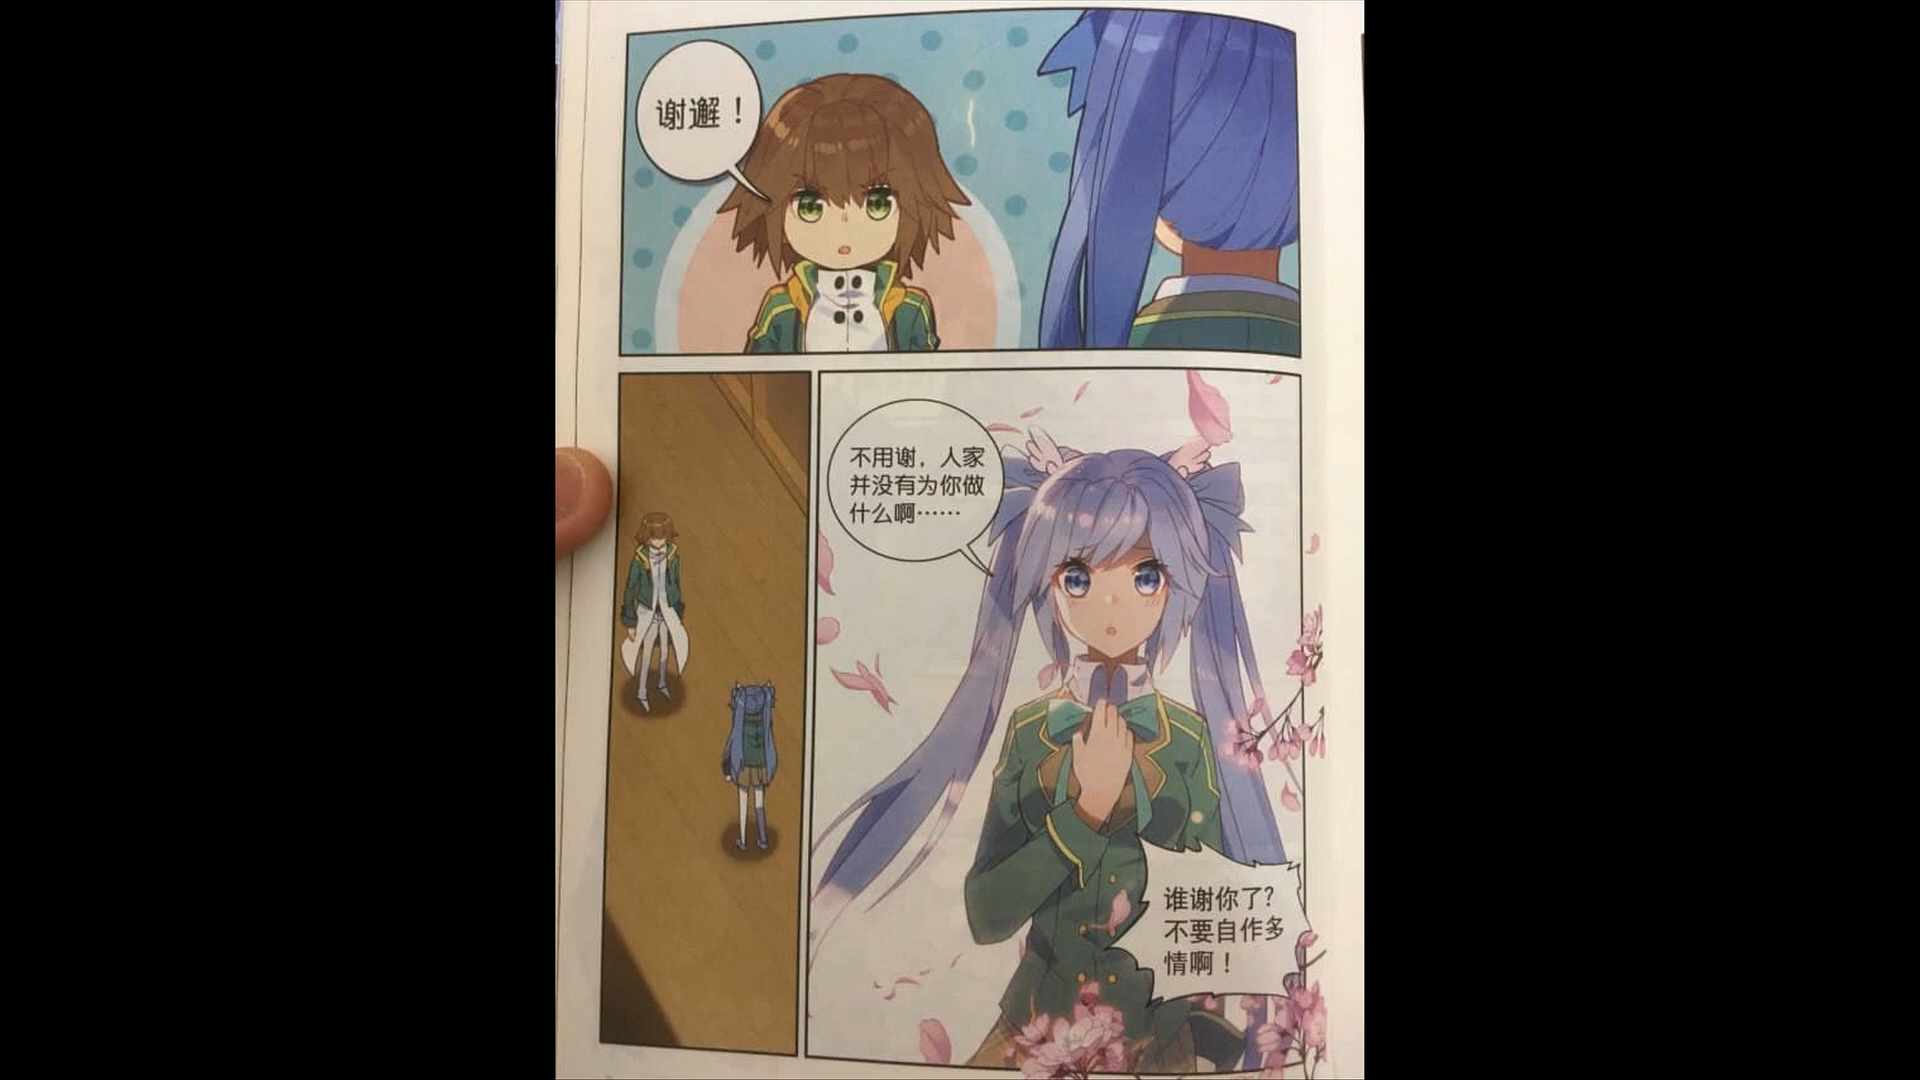 谢邂！
不用谢，人家
并没有为你做
什么啊……
谁谢你了？
不要自作多
情啊！